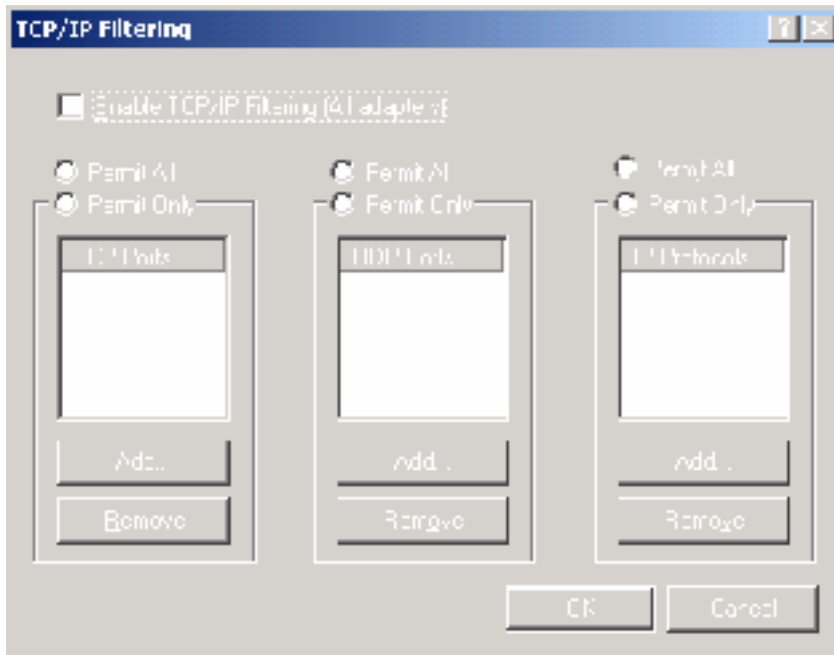 TCP/IP Filtering
Enable TCP/IP Filtering (All adapters)
Permit All
Permit Only
TCP Ports
Add...
Remove
Permit All
Permit Only
UDP Ports
Add...
Remove
Permit All
Permit Only
IP Protocols
Add...
Remove
OK
Cancel